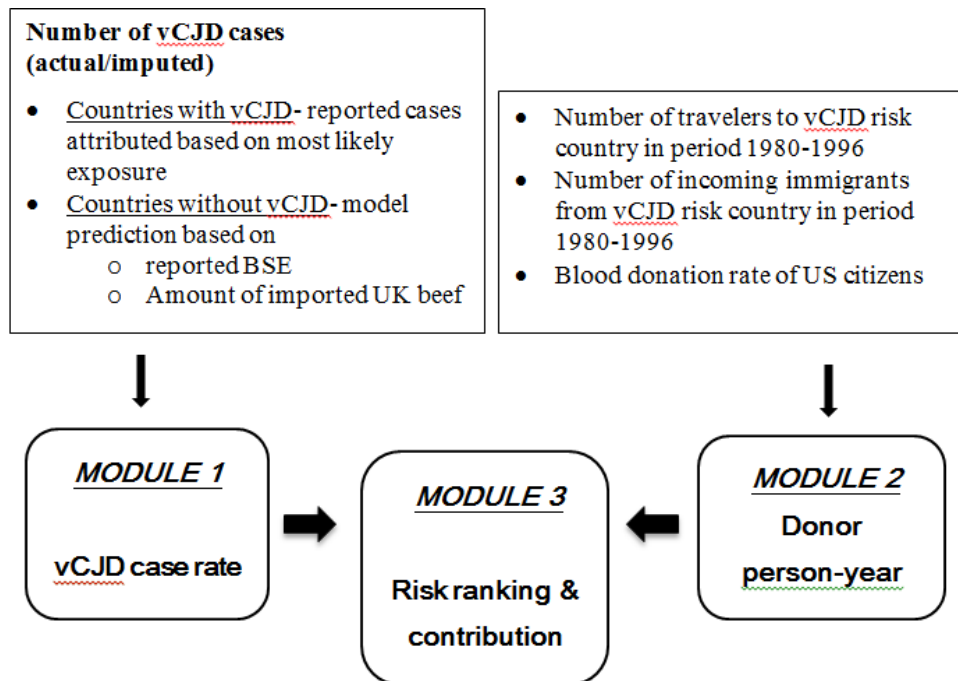 Number of vCJD cases
(actual/imputed)
• Countries with vCJD- reported cases
attributed based on most likely
exposure
• Countries without vCJD- model
prediction based on
o reported BSE
o Amount of imported UK beef
• Number of travelers to vCJD risk
country in period 1980-1996
• Number of incoming immigrants
from vCJD risk country in period
1980-1996
• Blood donation rate of US citizens
MODULE 1
vCJD case rate
MODULE 3
Risk ranking &
contribution
MODULE 2
Donor
person-year